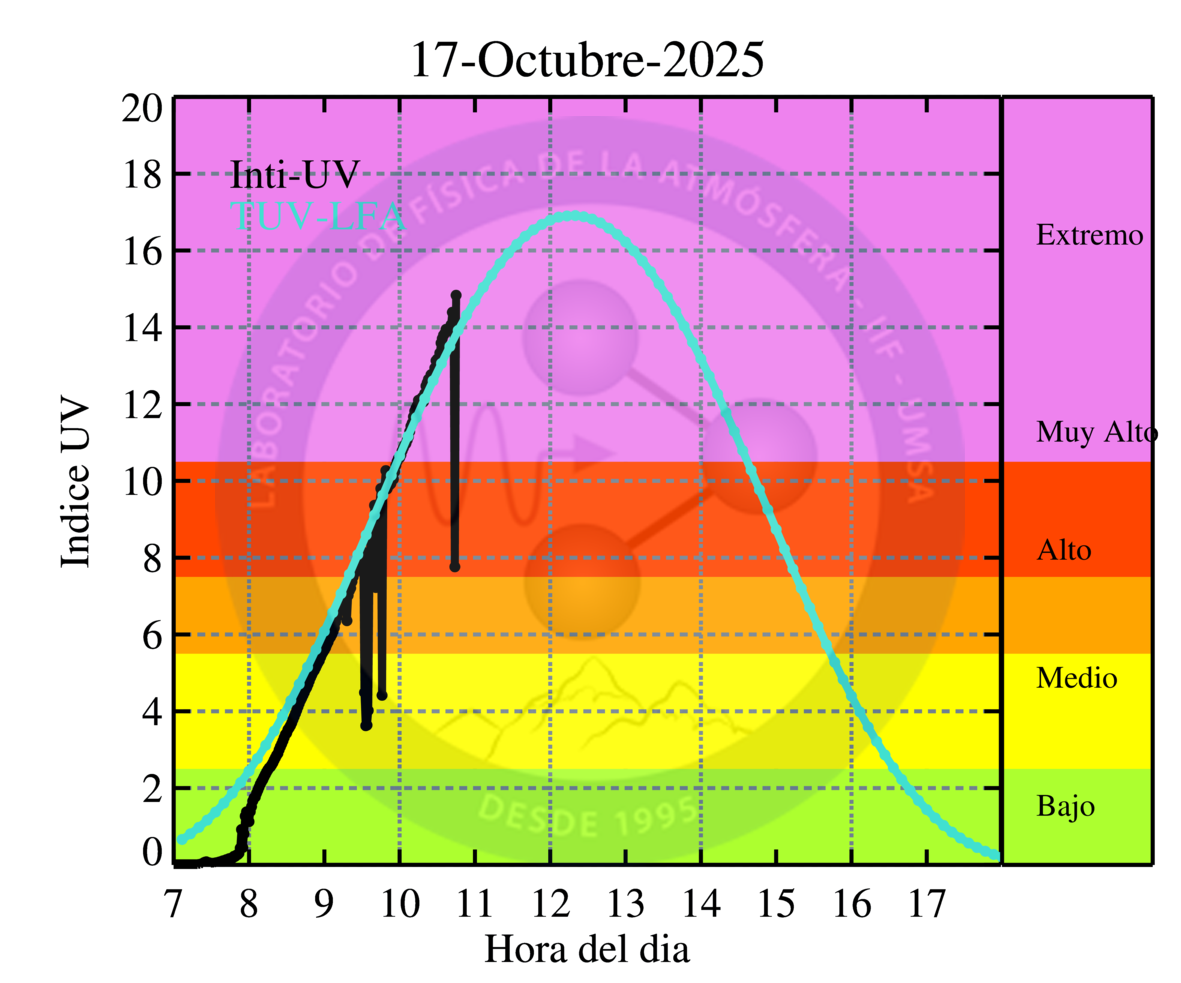 17-Octubre-2025
20
18
16
14
12
10
8
6
4
2
0
Indice UV
Inti-UV
TUV-LFA
LABORATORIO DE FÍSICA DE LA ATMÓSFERA - IIF - UMSA
DESDE 1995
Extremo
Muy Alto
Alto
Medio
Bajo
7 8 9 10 11 12 13 14 15 16 17
Hora del dia